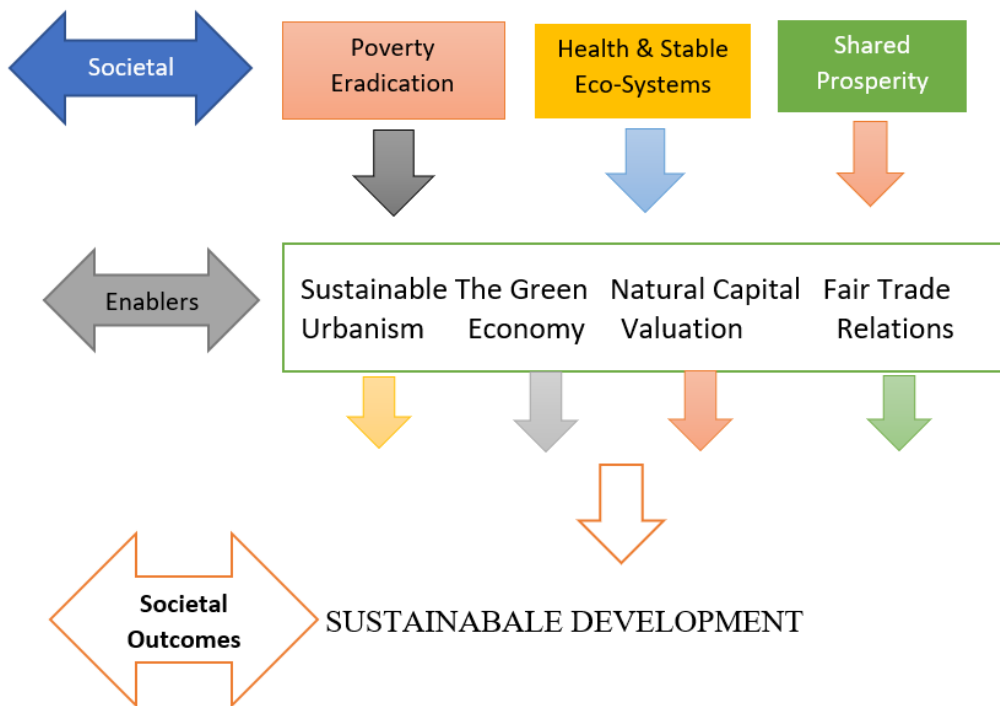 Societal
Poverty
Eradication
Health & Stable
Eco-Systems
Shared
Prosperity
Enablers
Sustainable The Green Natural Capital Fair Trade
Urbanism Economy Valuation Relations
Societal
Outcomes
SUSTAINABALE DEVELOPMENT